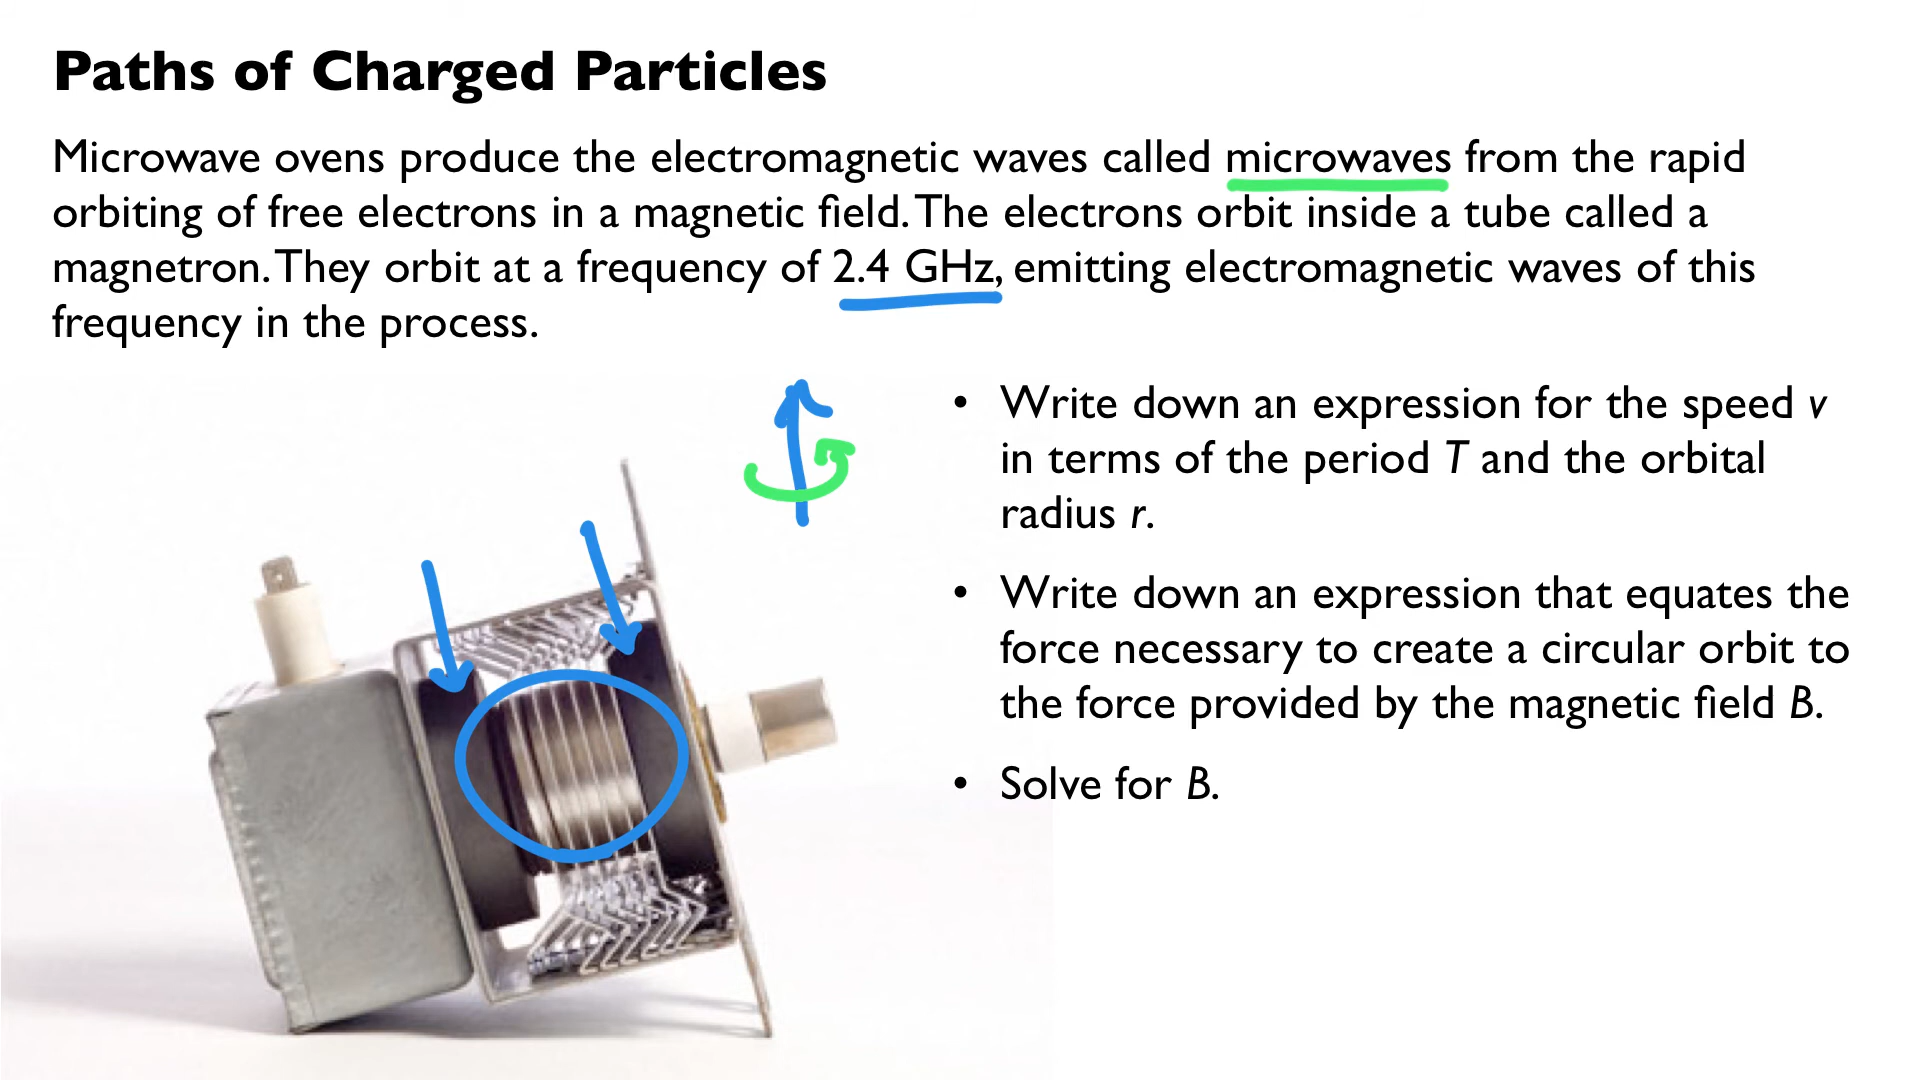 Paths of Charged Particles
Microwave ovens produce the electromagnetic waves called microwaves from the rapid
orbiting of free electrons in a magnetic field. The electrons orbit inside a tube called a
magnetron. They orbit at a frequency of 2.4 GHz, emitting electromagnetic waves of this
frequency in the process.
• Write down an expression for the speed v
in terms of the period T and the orbital
radius r.
• Write down an expression that equates the
force necessary to create a circular orbit to
the force provided by the magnetic field B.
• Solve for B.